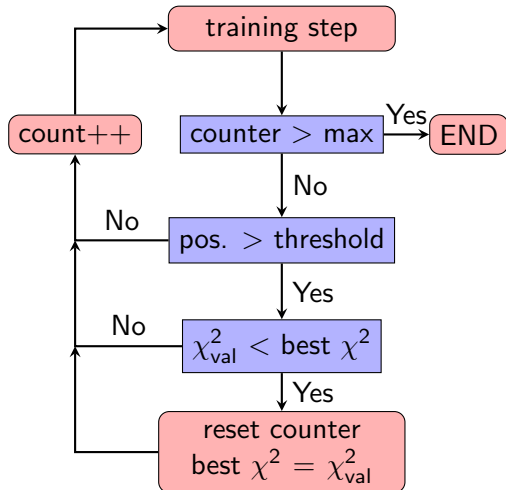 training step
count++
counter > max
Yes
END
No
No
pos. > threshold
Yes
No
χ²_val < best χ²
Yes
reset counter
best χ² = χ²_val